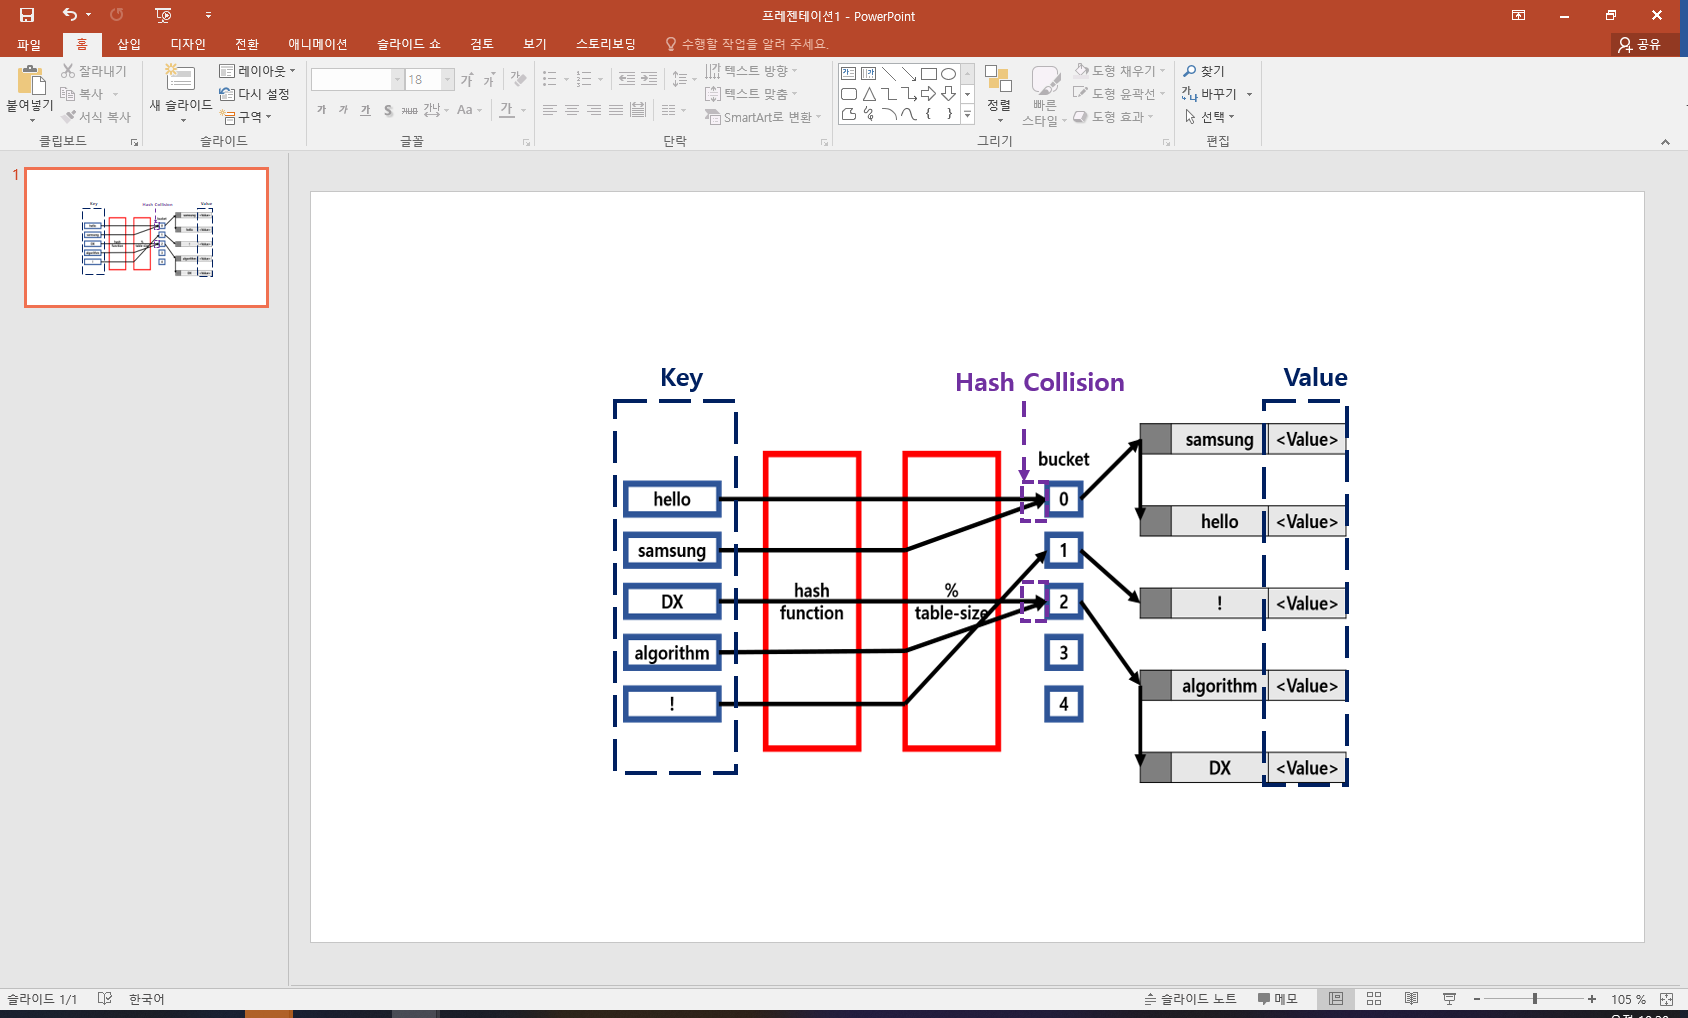 프레젠테이션1 - PowerPoint
파일 홈 삽입 디자인 전환 애니메이션 슬라이드 쇼 검토 보기 스토리보딩 수행할 작업을 알려 주세요. 공유
붙여넣기
잘라내기
복사
서식 복사
클립보드
새 슬라이드
레이아웃
다시 설정
구역
슬라이드
18
가 가 가 S 간 Aa 가
글꼴
텍스트 방향
텍스트 맞춤
SmartArt로 변환
단락
정렬
빠른
스타일
도형 채우기
도형 윤곽선
도형 효과
그리기
찾기
바꾸기
선택
편집
1
Key
Hash Collision
Value
bucket
hello
samsung
DX
algorithm
!
hash
function
%
table-size
0
1
2
3
4
samsung <Value>
hello <Value>
! <Value>
algorithm <Value>
DX <Value>
슬라이드 1/1 한국어 슬라이드 노트 메모 105 %